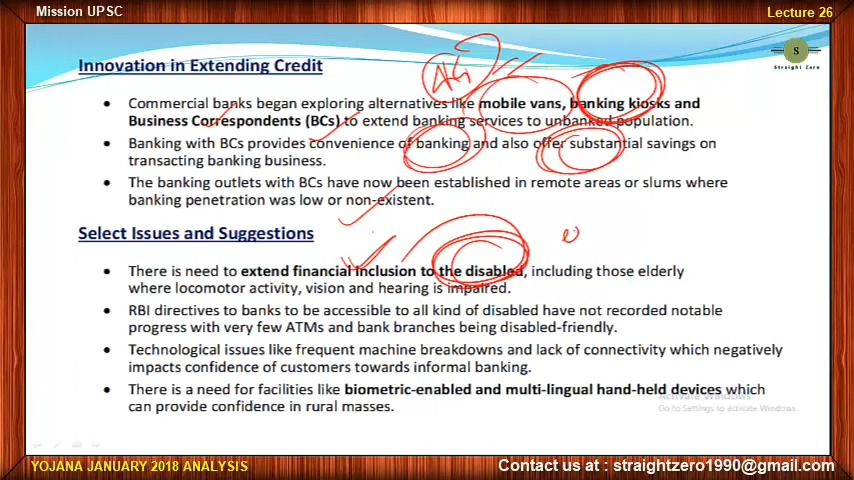 Mission UPSC
Lecture 26
S
Straight Zero
Innovation in Extending Credit
• Commercial banks began exploring alternatives like mobile vans, banking kiosks and
Business Correspondents (BCs) to extend banking services to unbanked population.
• Banking with BCs provides convenience of banking and also offer substantial savings on
transacting banking business.
• The banking outlets with BCs have now been established in remote areas or slums where
banking penetration was low or non-existent.
Select Issues and Suggestions
• There is need to extend financial inclusion to the disabled, including those elderly
where locomotor activity, vision and hearing is impaired.
• RBI directives to banks to be accessible to all kind of disabled have not recorded notable
progress with very few ATMs and bank branches being disabled-friendly.
• Technological issues like frequent machine breakdowns and lack of connectivity which negatively
impacts confidence of customers towards informal banking.
• There is a need for facilities like biometric-enabled and multi-lingual hand-held devices which
can provide confidence in rural masses.
Activate Windows
Go to Settings to activate Windows.
YOJANA JANUARY 2018 ANALYSIS
Contact us at : straightzero1990@gmail.com